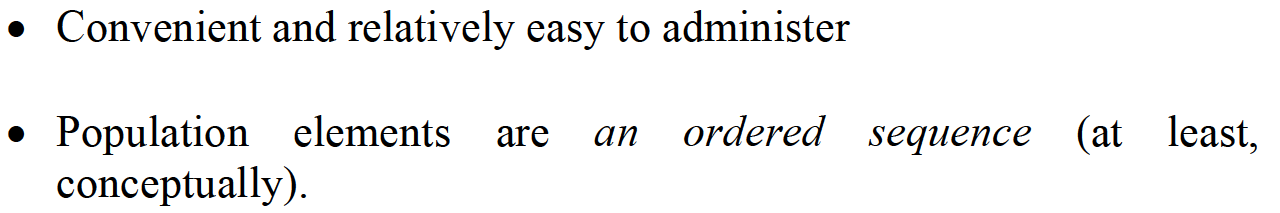 • Convenient and relatively easy to administer
• Population elements are an ordered sequence (at least,
conceptually).